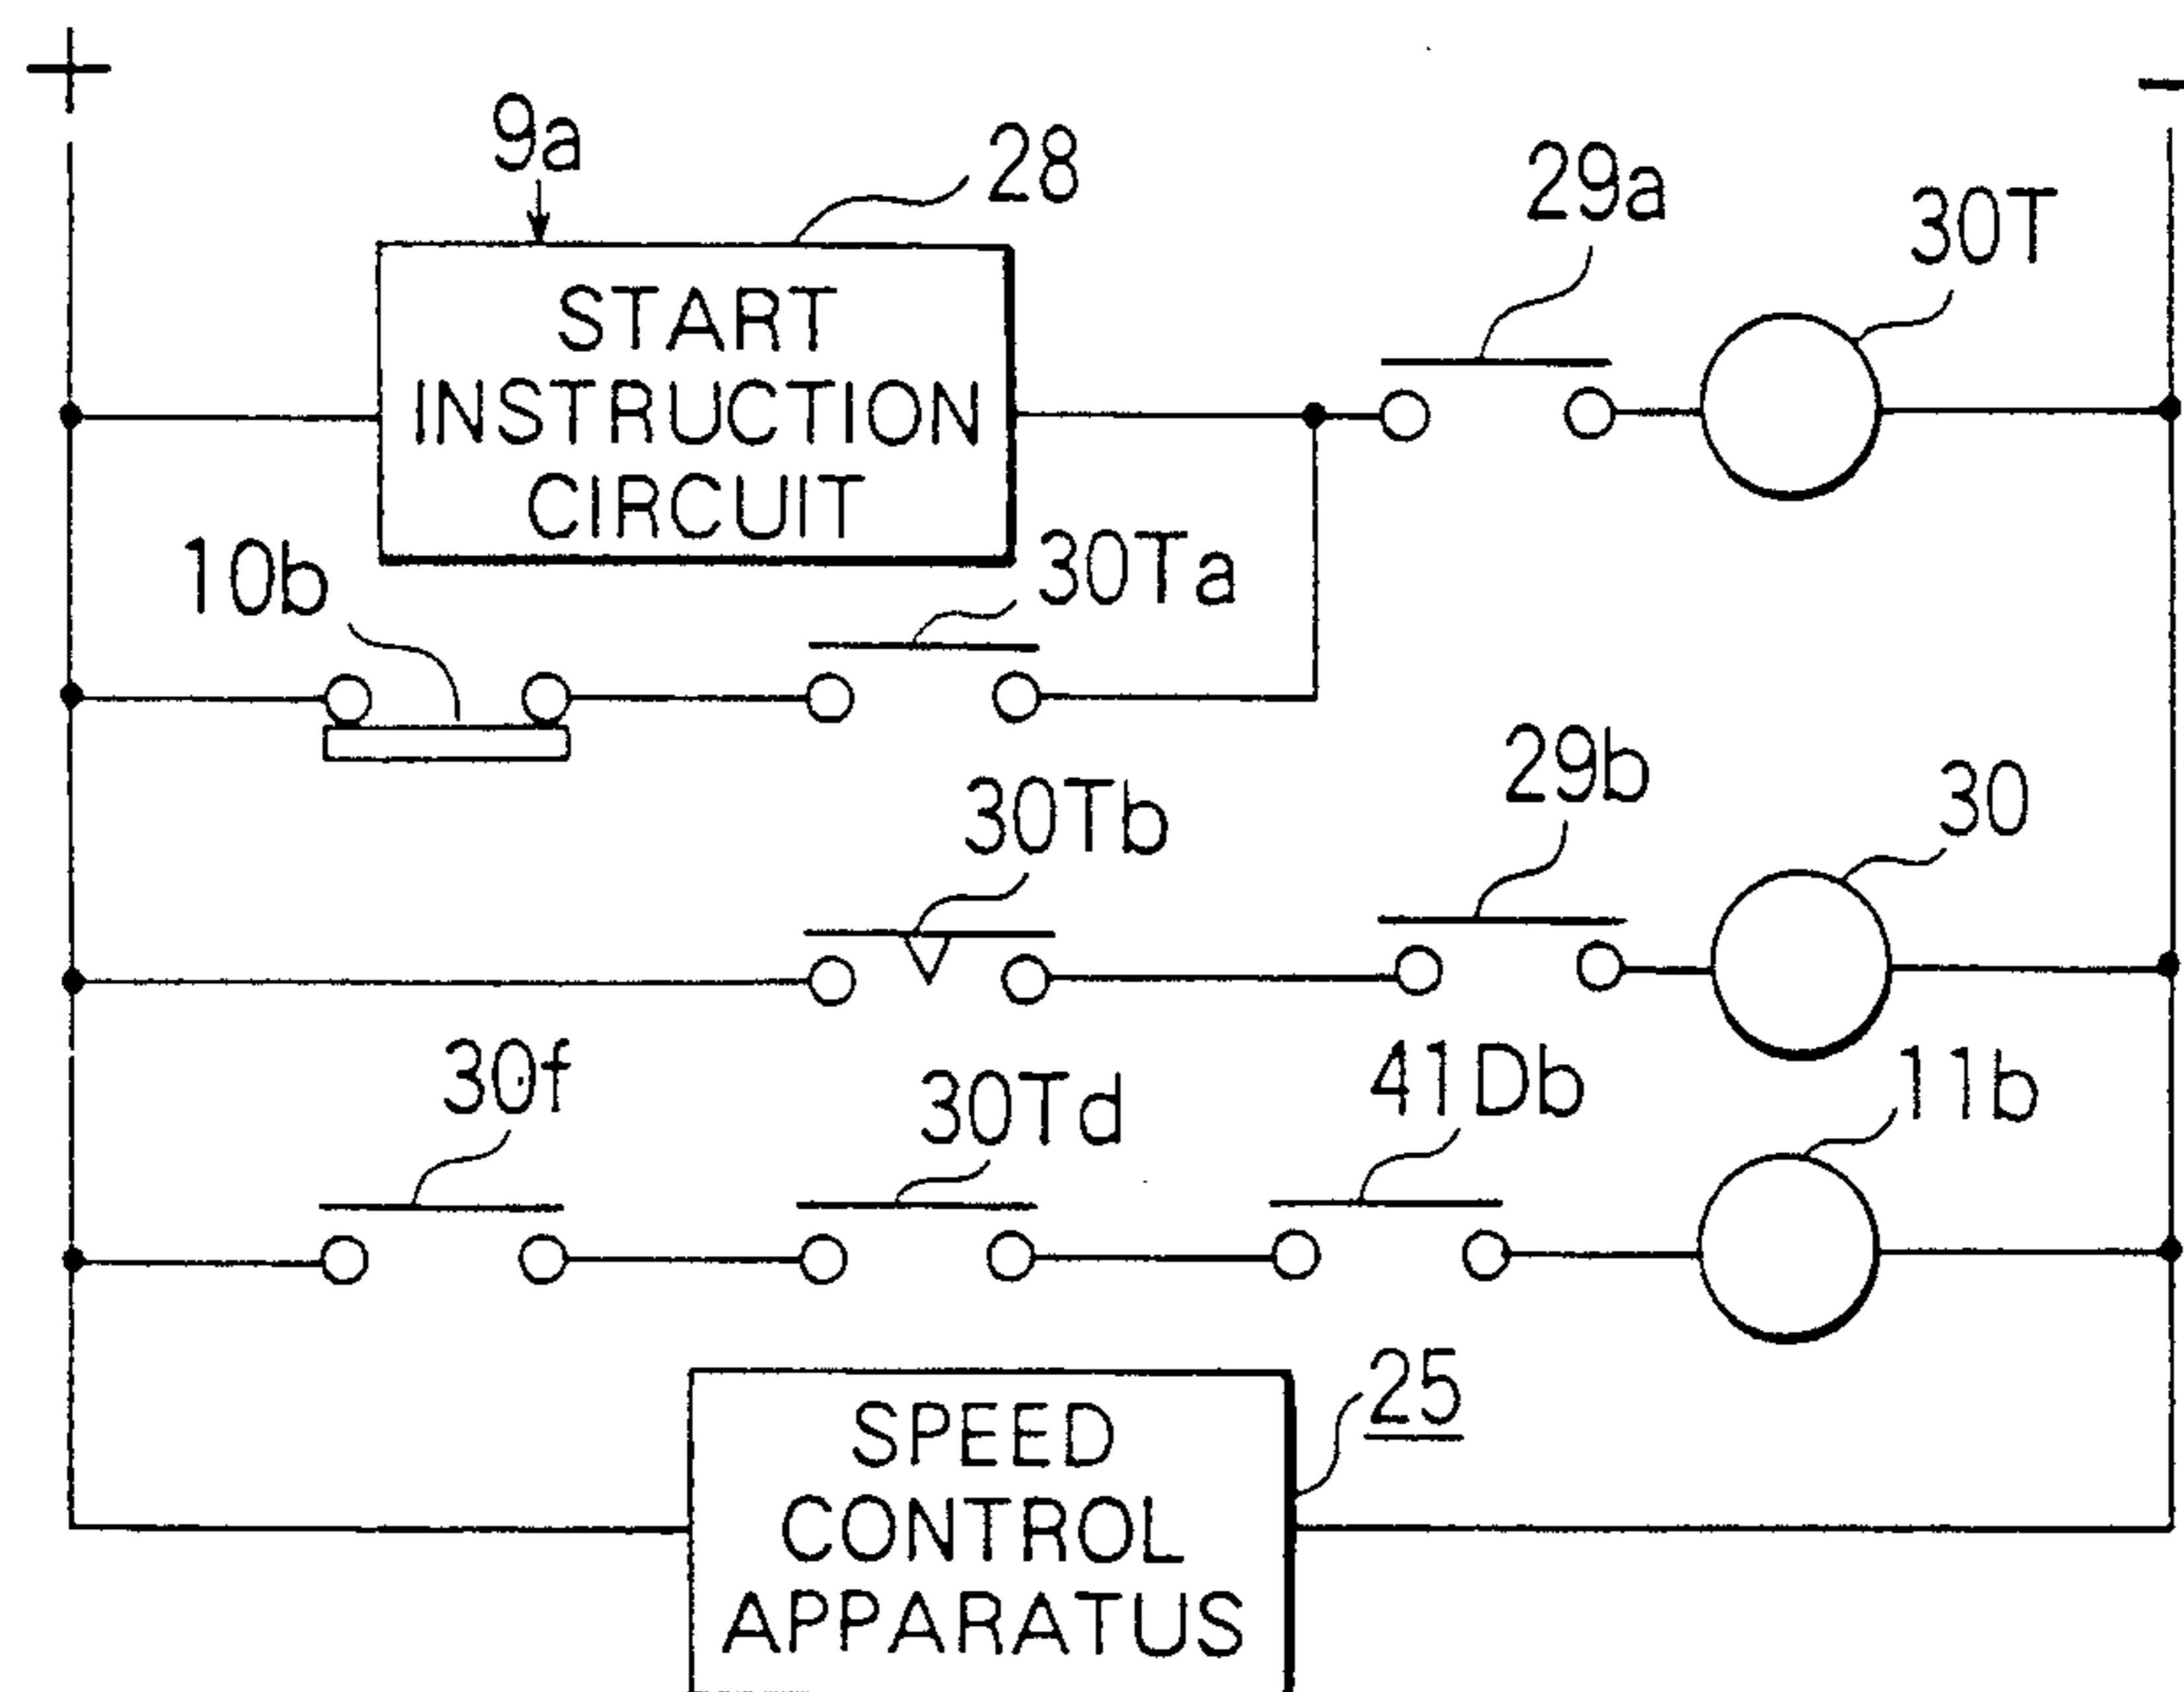 +
-
9a
28
29a
30T
START
INSTRUCTION
CIRCUIT
10b
30Ta
30Tb
29b
30
30f
30Td
41Db
11b
25
SPEED
CONTROL
APPARATUS